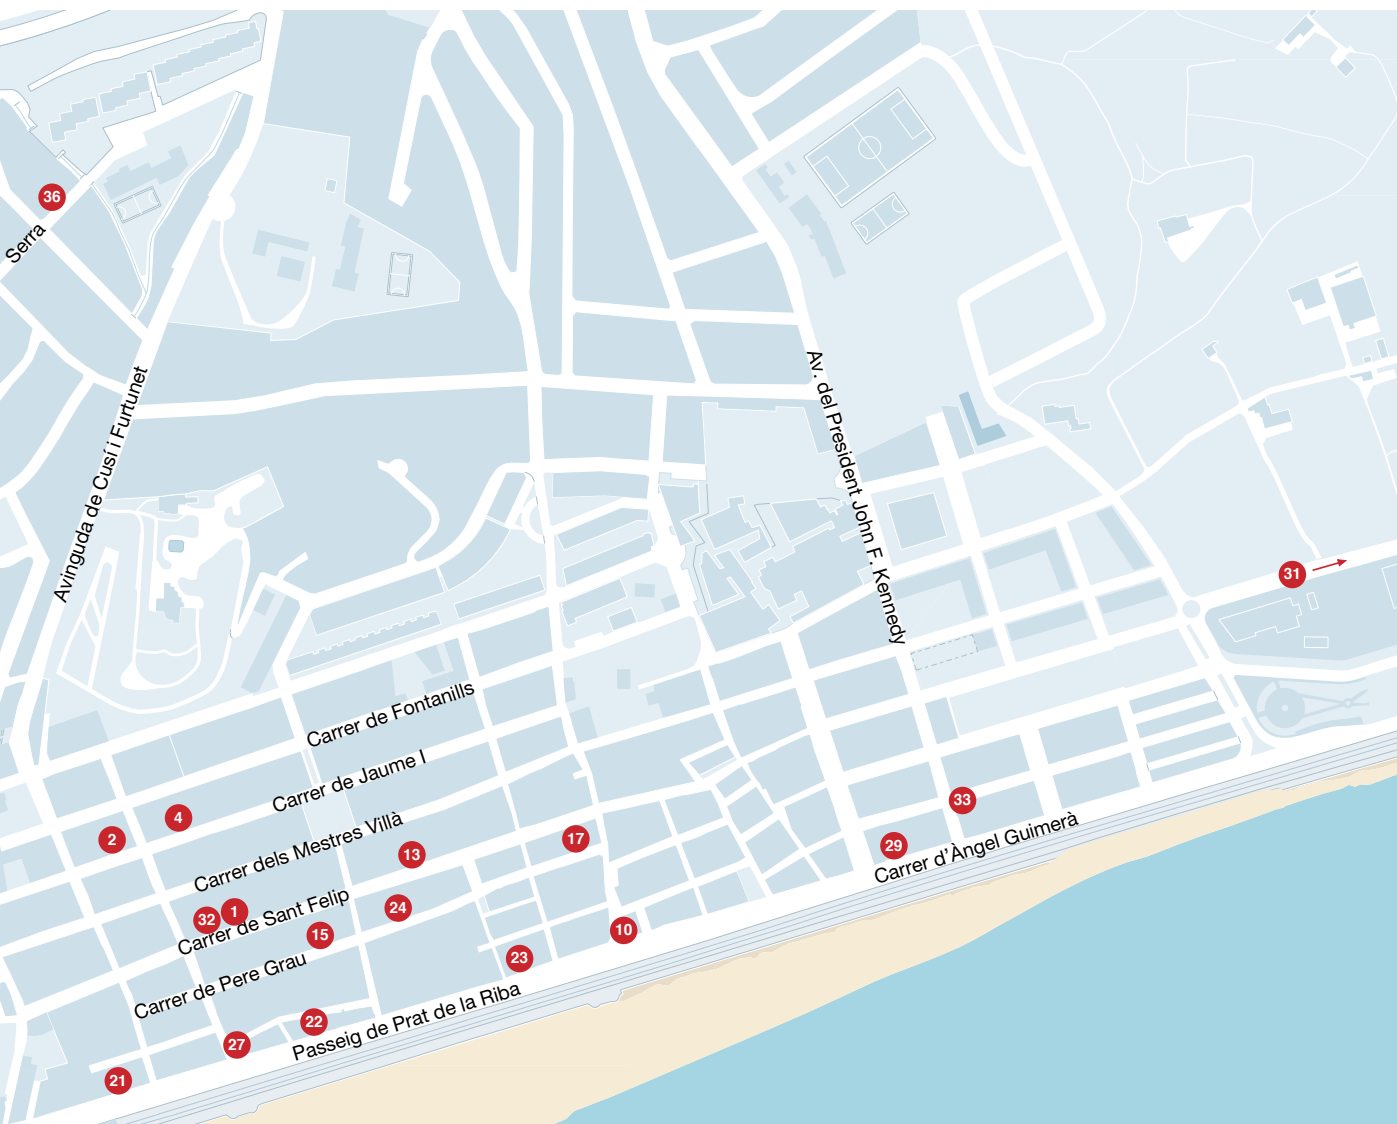 36
Serra
Avinguda de Cusí i Furtunet
Av. del President John F. Kennedy
31
Carrer de Fontanills
Carrer de Jaume I
4
2
33
Carrer dels Mestres Villà
13
17
29
Carrer d'Àngel Guimerà
32
1
24
Carrer de Sant Felip
15
10
Carrer de Pere Grau
23
22
Passeig de Prat de la Riba
27
21